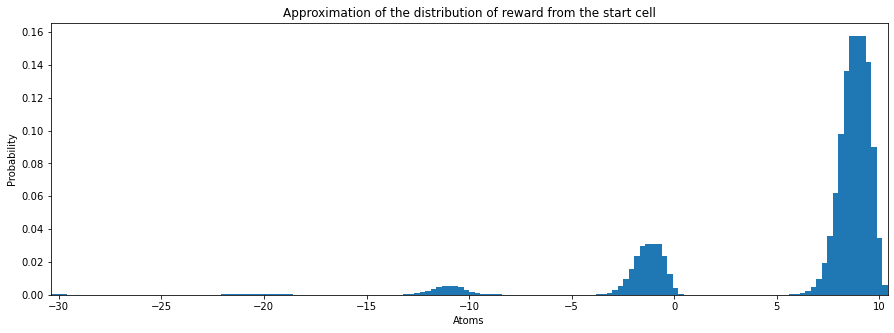 Approximation of the distribution of reward from the start cell
0.16
0.14
0.12
0.10
0.08
0.06
0.04
0.02
0.00
Probability
−30 −25 −20 −15 −10 −5 0 5 10
Atoms